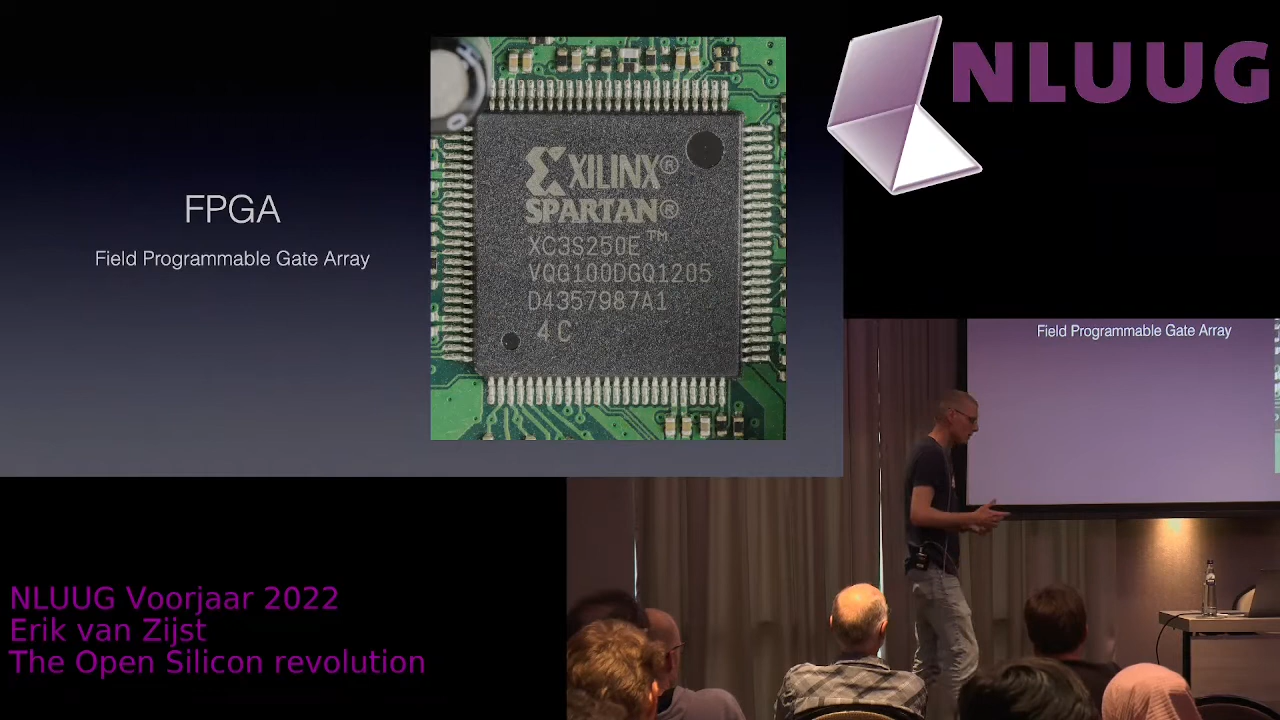 NLUUG
FPGA
Field Programmable Gate Array
XILINX®
SPARTAN®
XC3S250E™
VQG100DGQ1205
D4357987A1
4C
Field Programmable Gate Array
NLUUG Voorjaar 2022
Erik van Zijst
The Open Silicon revolution